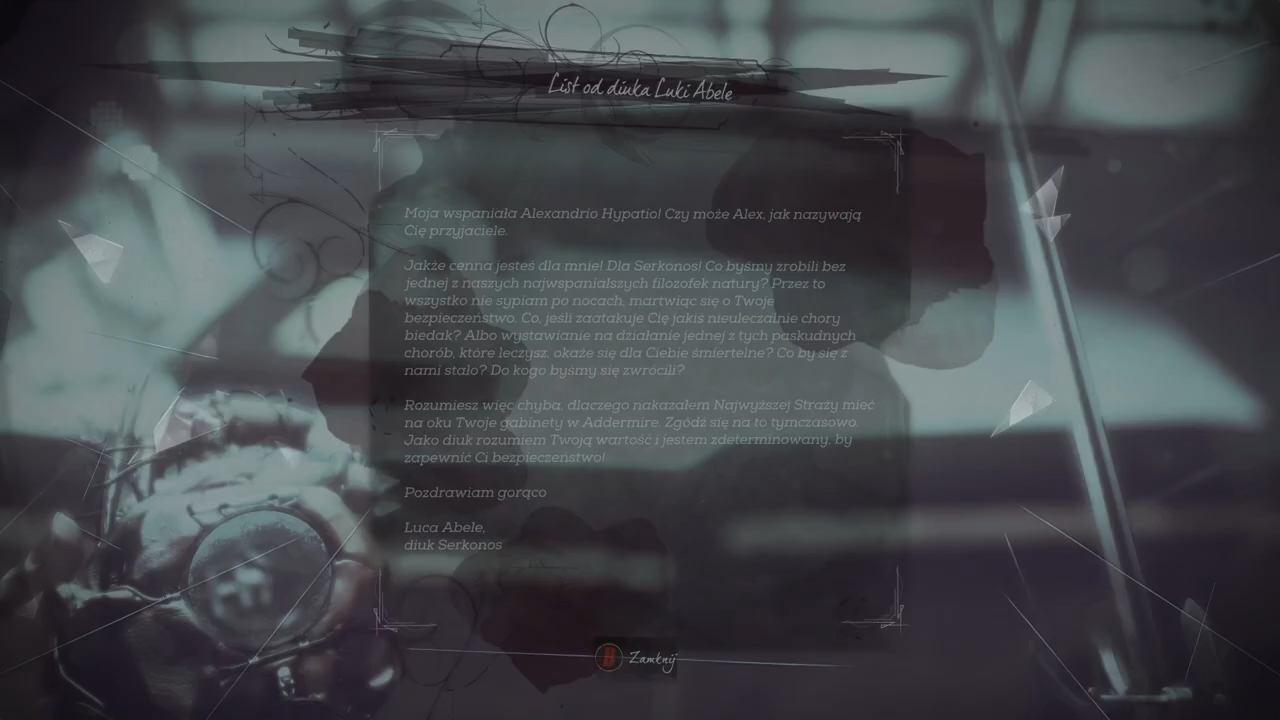 List od diuka Luki Abele
Moja wspaniała Alexandrio Hypatio! Czy może Alex, jak nazywają
Cię przyjaciele.
Jakże cenna jesteś dla mnie! Dla Serkonos! Co byśmy zrobili bez
jednej z naszych najwspanialszych filozofek natury? Przez to
wszystko nie sypiam po nocach, martwiąc się o Twoje
bezpieczeństwo. Co, jeśli zaatakuje Cię jakiś nieuleczalnie chory
biedak? Albo wystawianie na działanie jednej z tych paskudnych
chorób, które leczysz, okaże się dla Ciebie śmiertelne? Co by się z
nami stało? Do kogo byśmy się zwrócili?
Rozumiesz więc chyba, dlaczego nakazałem Najwyższej Straży mieć
na oku Twoje gabinety w Addermire. Zgódź się na to tymczasowo.
Jako diuk rozumiem Twoją wartość i jestem zdeterminowany, by
zapewnić Ci bezpieczeństwo!
Pozdrawiam gorąco
Luca Abele,
diuk Serkonos
B Zamknij